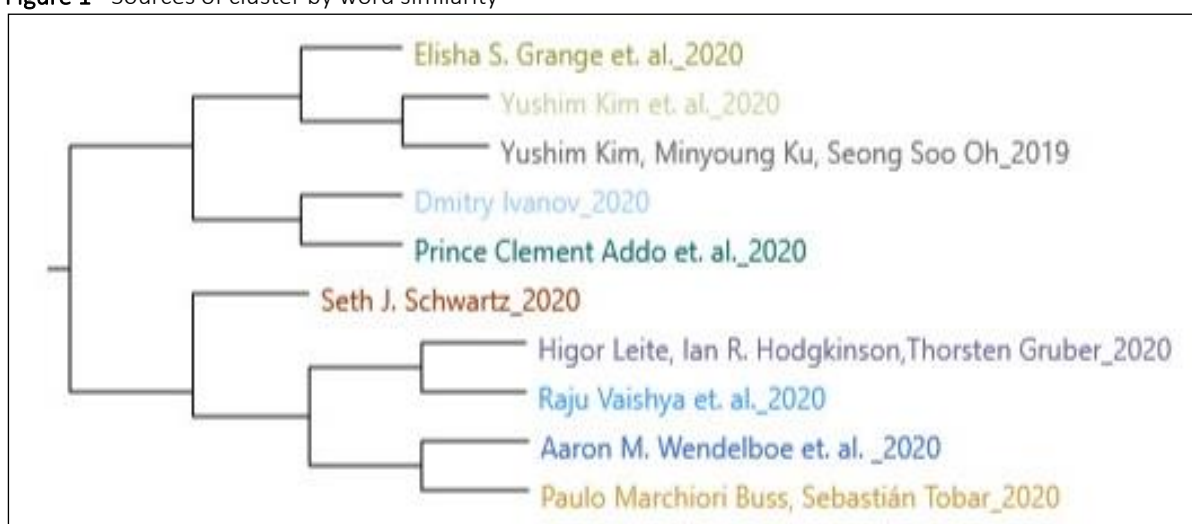 Figure 1 - Sources of cluster by word similarity
Elisha S. Grange et. al._2020
Yushim Kim et. al._2020
Yushim Kim, Minyoung Ku, Seong Soo Oh_2019
Dmitry Ivanov_2020
Prince Clement Addo et. al._2020
Seth J. Schwartz_2020
Higor Leite, Ian R. Hodgkinson,Thorsten Gruber_2020
Raju Vaishya et. al._2020
Aaron M. Wendelboe et. al. _2020
Paulo Marchiori Buss, Sebastián Tobar_2020